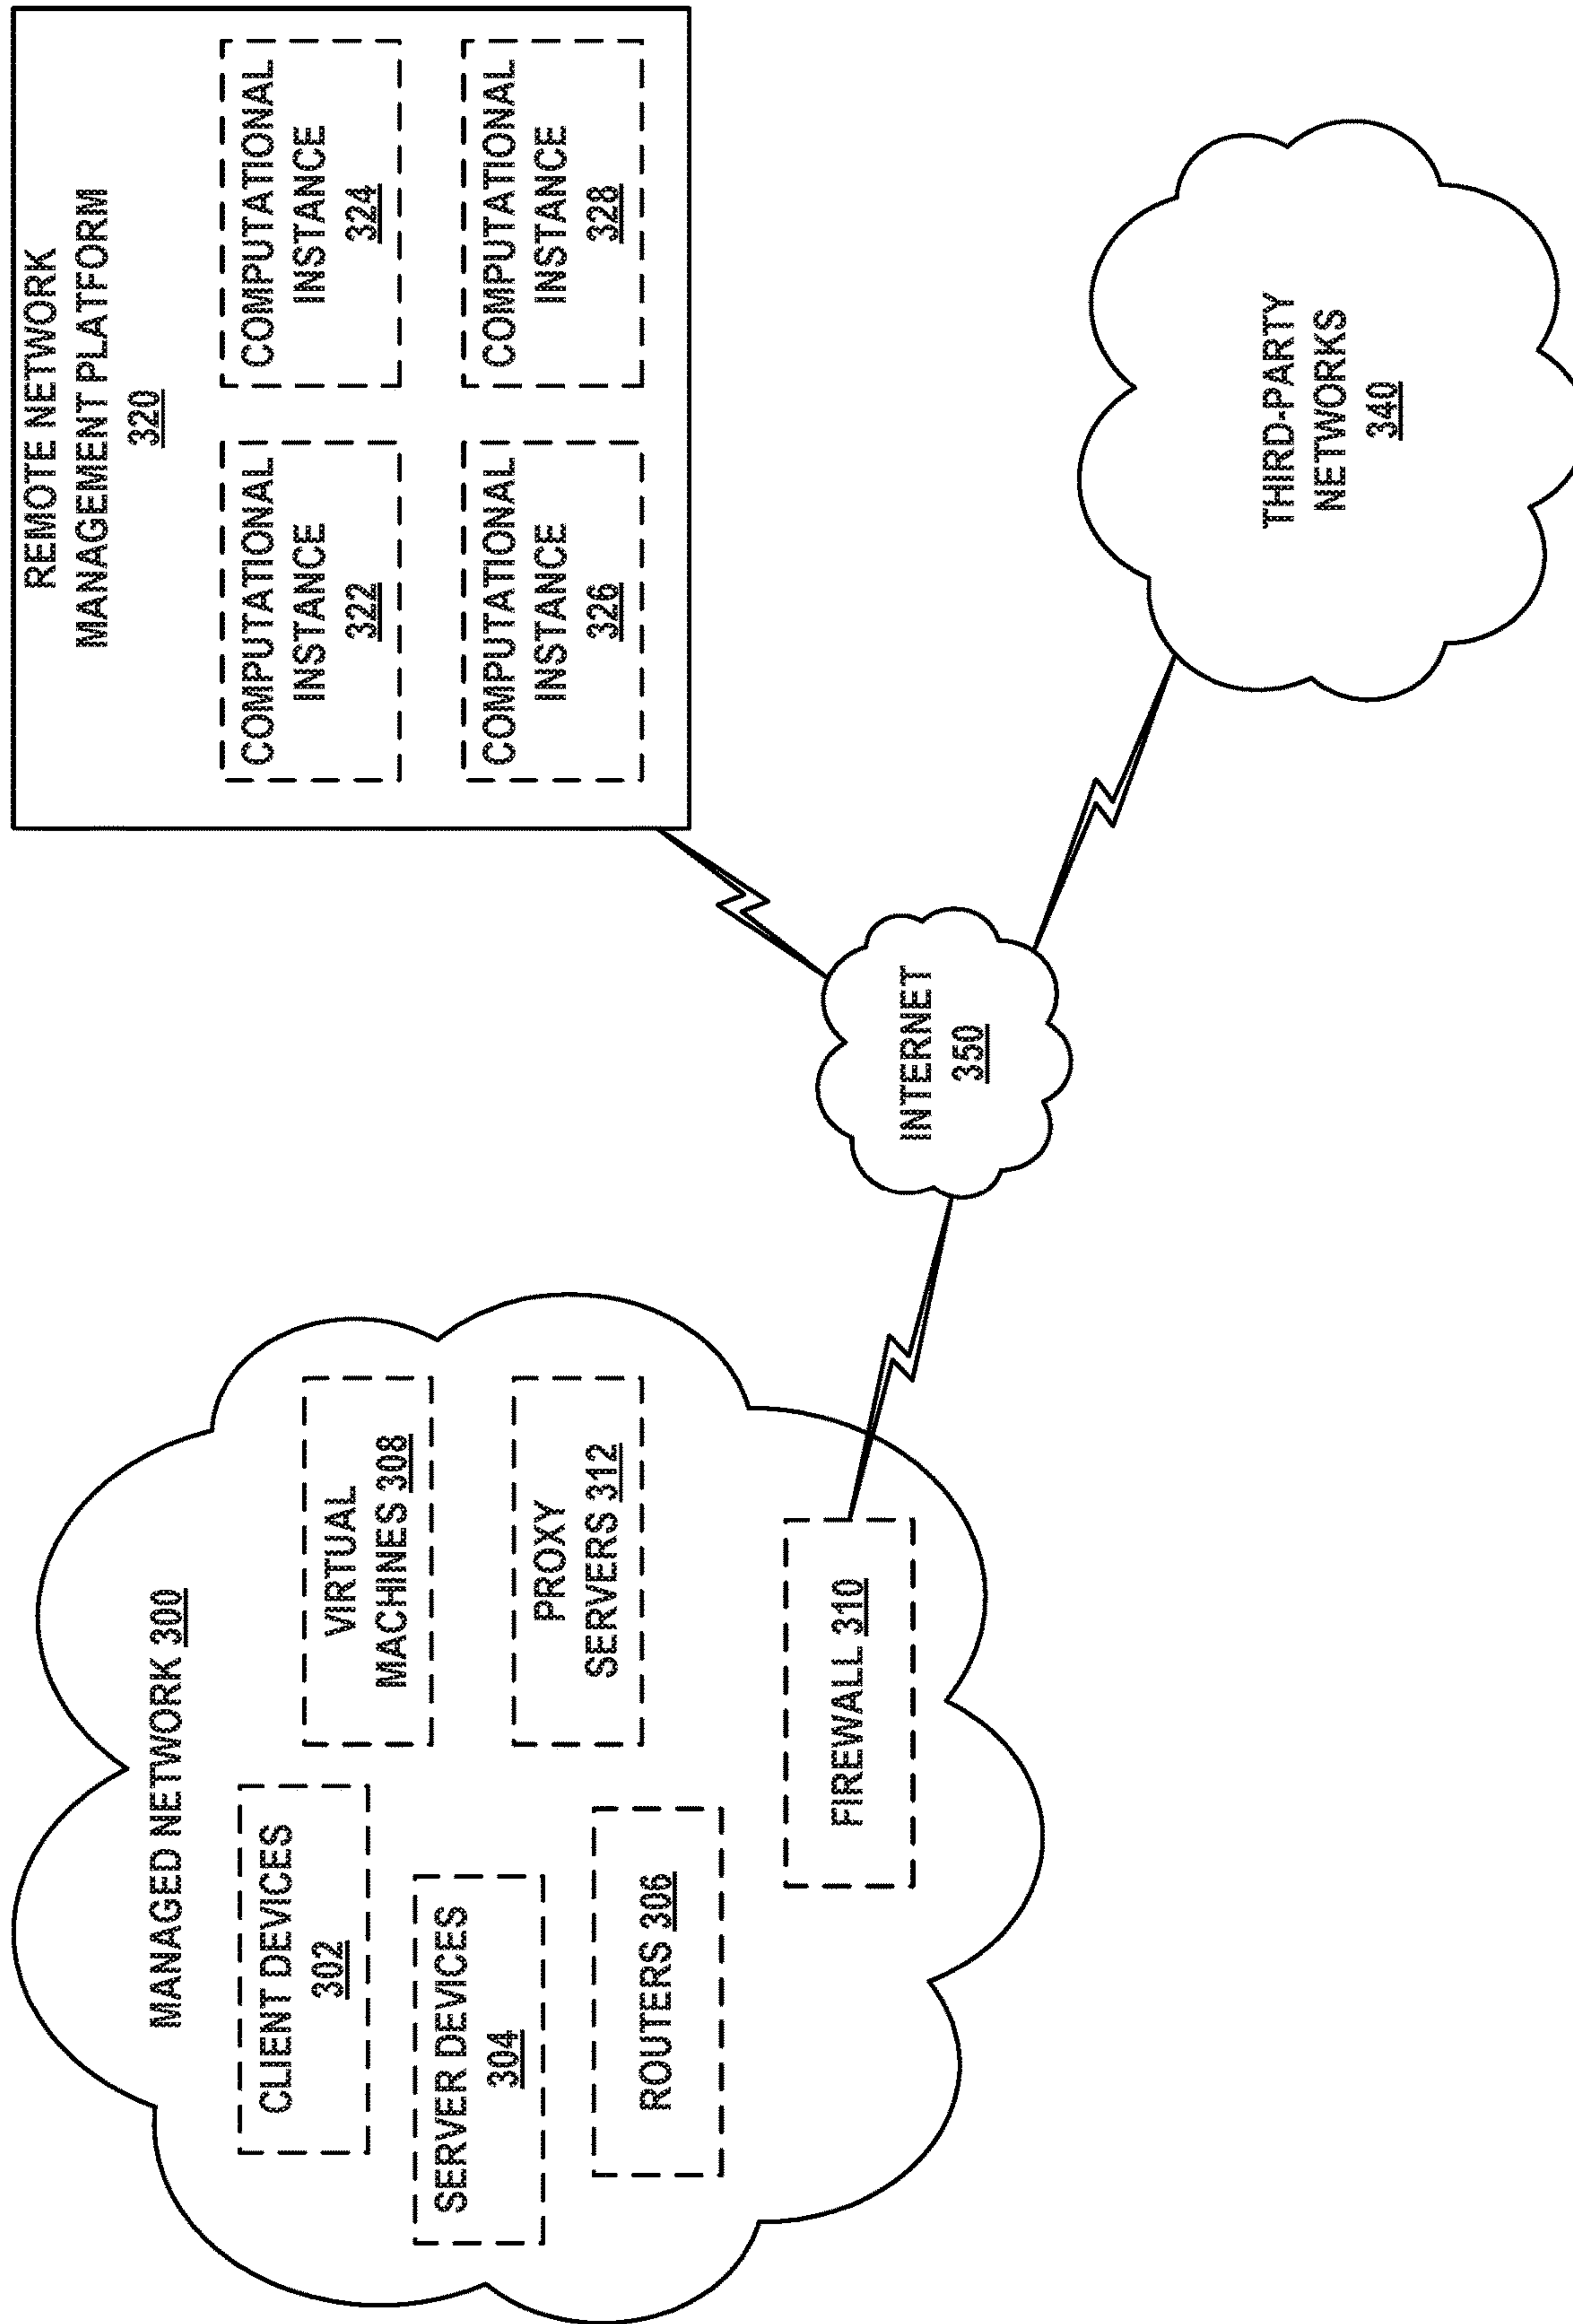 MANAGED NETWORK 300
CLIENT DEVICES
302
SERVER DEVICES
304
ROUTERS 306
VIRTUAL
MACHINES 308
PROXY
SERVERS 312
FIREWALL 310
INTERNET
350
REMOTE NETWORK
MANAGEMENT PLATFORM
320
COMPUTATIONAL
INSTANCE
322
COMPUTATIONAL
INSTANCE
324
COMPUTATIONAL
INSTANCE
326
COMPUTATIONAL
INSTANCE
328
THIRD-PARTY
NETWORKS
340